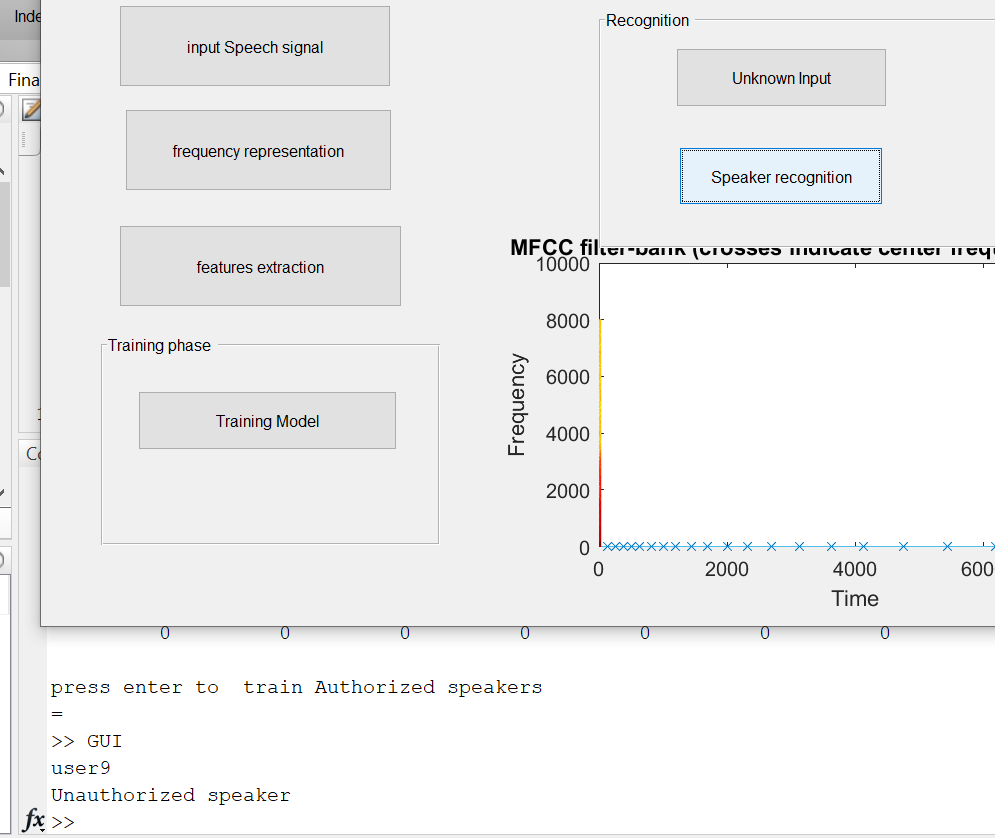 Inde
Fina
input Speech signal
frequency representation
features extraction
Training phase
Training Model
Recognition
Unknown Input
Speaker recognition
MFCC filter-bank (crosses indicate center freq
10000
8000
6000
4000
2000
0
Frequency
0 2000 4000 600
Time
Co
0 0 0 0 0 0 0
press enter to  train Authorized speakers
=
>> GUI
user9
Unauthorized speaker
fx >>